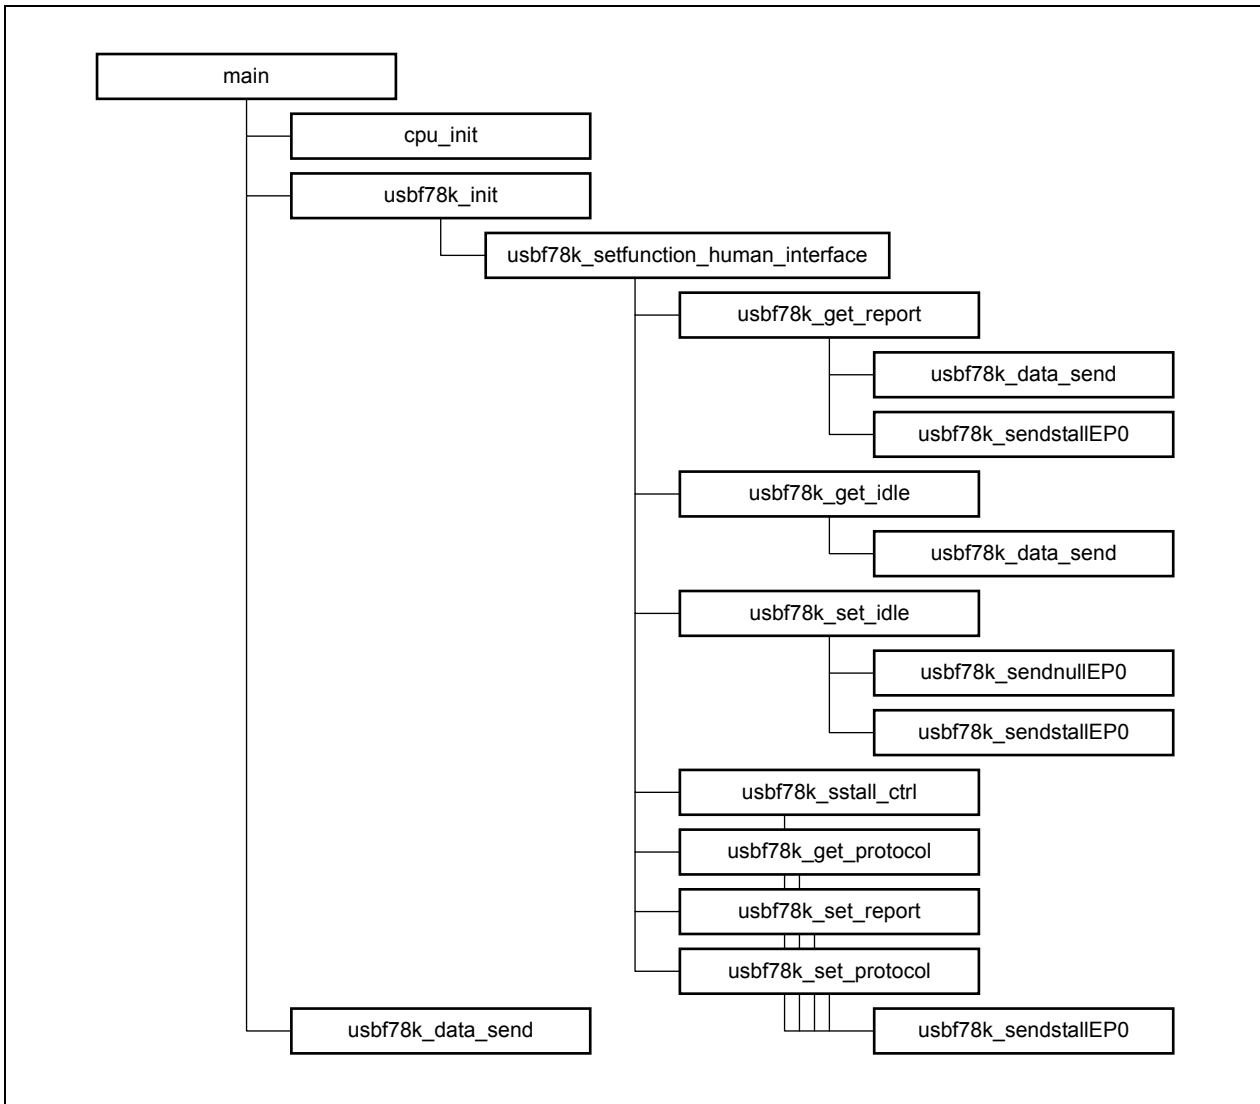 main
cpu_init
usbf78k_init
usbf78k_setfunction_human_interface
usbf78k_get_report
usbf78k_data_send
usbf78k_sendstallEP0
usbf78k_get_idle
usbf78k_data_send
usbf78k_set_idle
usbf78k_sendnullEP0
usbf78k_sendstallEP0
usbf78k_sstall_ctrl
usbf78k_get_protocol
usbf78k_set_report
usbf78k_set_protocol
usbf78k_data_send
usbf78k_sendstallEP0